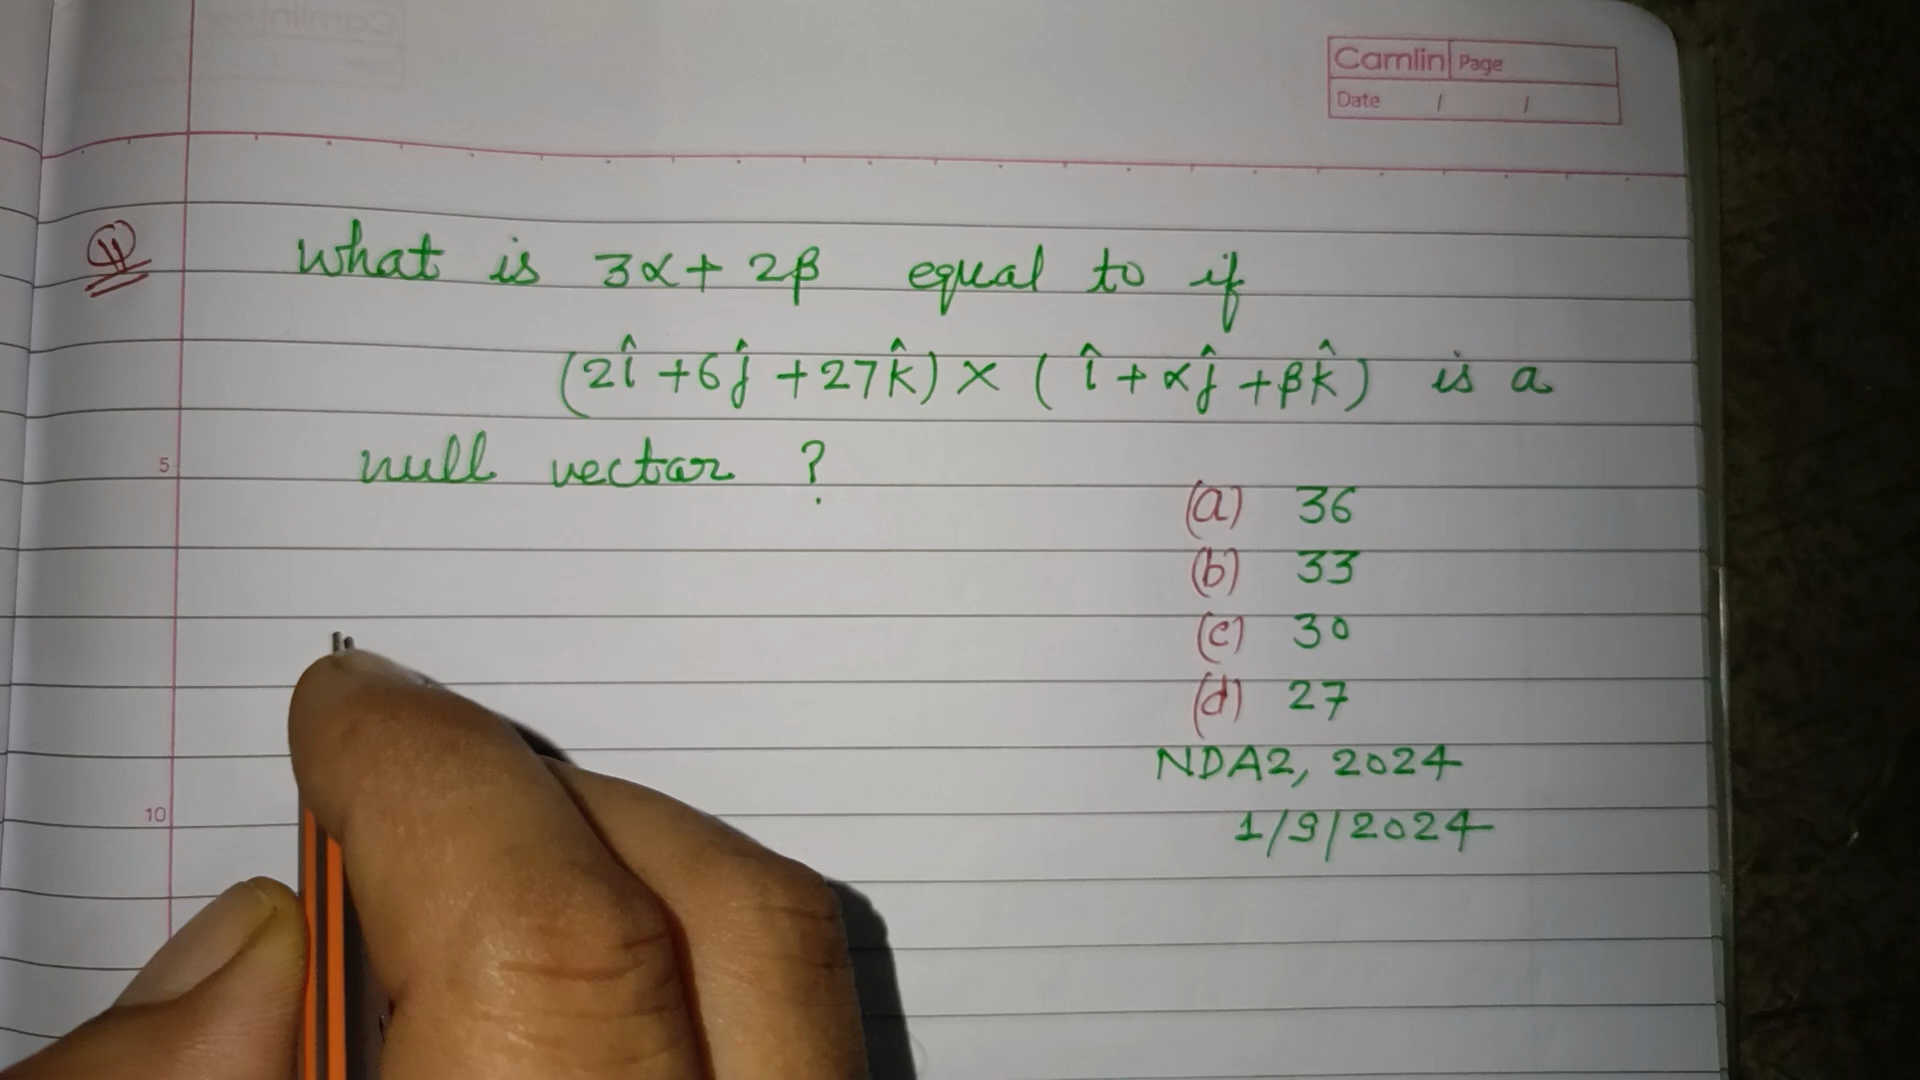 Camlin Page
Date / /
Q
What is 3α + 2β equal to if
(2î + 6ĵ + 27k̂) × (î + αĵ + βk̂) is a
null vector ?
5
(a) 36
(b) 33
(c) 30
(d) 27
NDA2, 2024
10
1/9/2024